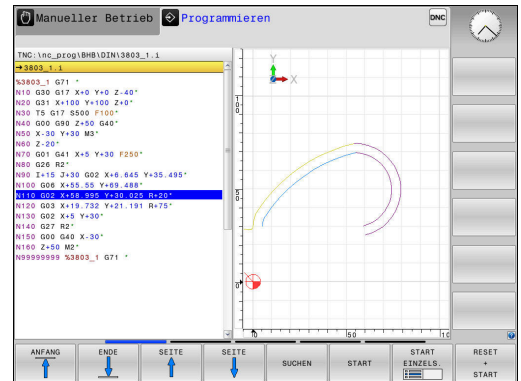 Manueller Betrieb
Programmieren
DNC
TNC:\nc_prog\BHB\DIN\3803_1.i
→3803_1.i
%3803_1 G71 *
N10 G30 G17 X+0 Y+0 Z-40*
N20 G31 X+100 Y+100 Z+0*
N30 T5 G17 S500 F100*
N40 G00 G90 Z+50 G40*
N50 X-30 Y+30 M3*
N60 Z-20*
N70 G01 G41 X+5 Y+30 F250*
N80 G26 R2*
N90 I+15 J+30 G02 X+6.645 Y+35.495*
N100 G06 X+55.55 Y+69.488*
N110 G02 X+58.995 Y+30.025 R+20*
N120 G03 X+19.732 Y+21.191 R+75*
N130 G02 X+5 Y+30*
N140 G27 R2*
N150 G00 G40 X-30*
N160 Z+50 M2*
N99999999 %3803_1 G71 *
Y
X
ANFANG
ENDE
SEITE
SEITE
SUCHEN
START
START
EINZELS.
RESET
+
START